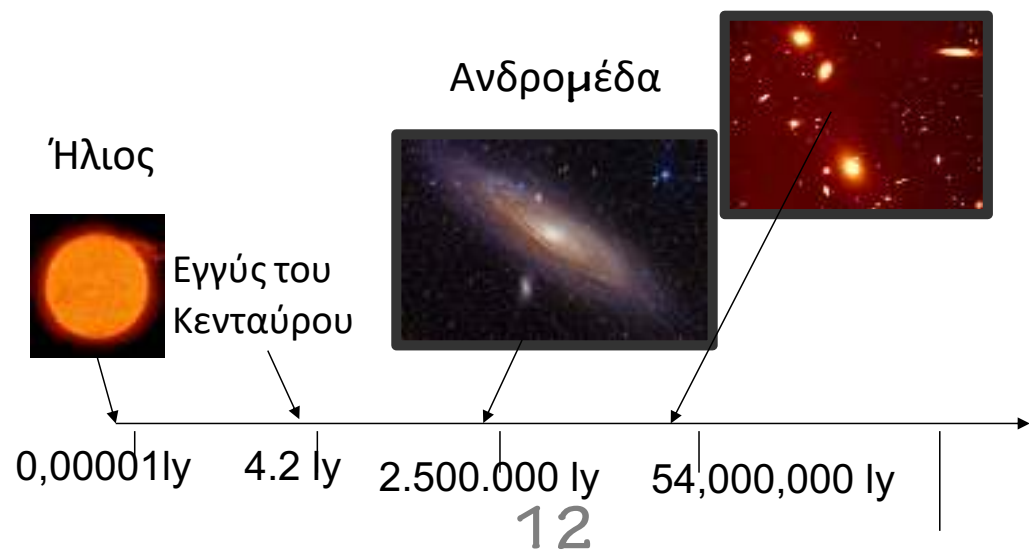 Ανδρομέδα
Ήλιος
Εγγύς του
Κενταύρου
0,00001ly
4.2 ly
2.500.000 ly
54,000,000 ly
12